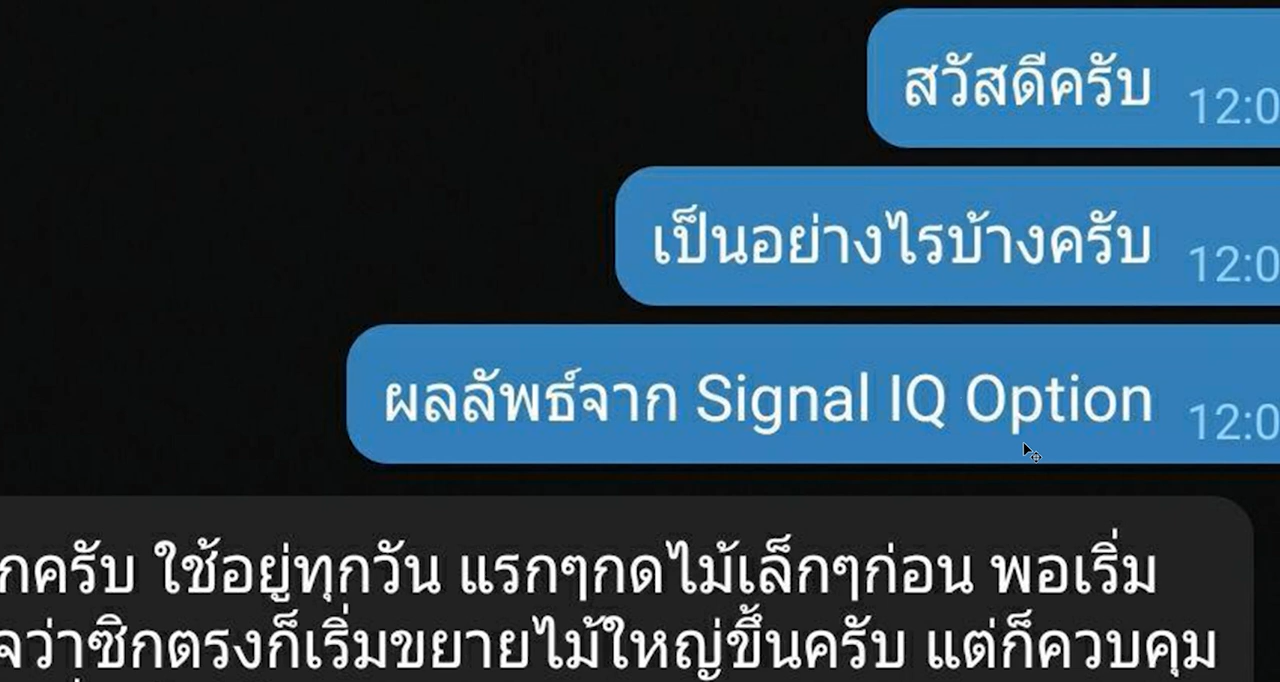 สวัสดีครับ 12:0
เป็นอย่างไรบ้างครับ 12:0
ผลลัพธ์จาก Signal IQ Option 12:0
กครับ ใช้อยู่ทุกวัน แรกๆกดไม้เล็กๆก่อน พอเริ่ม
จว่าซิกตรงก็เริ่มขยายไม้ใหญ่ขึ้นครับ แต่ก็ควบคุม